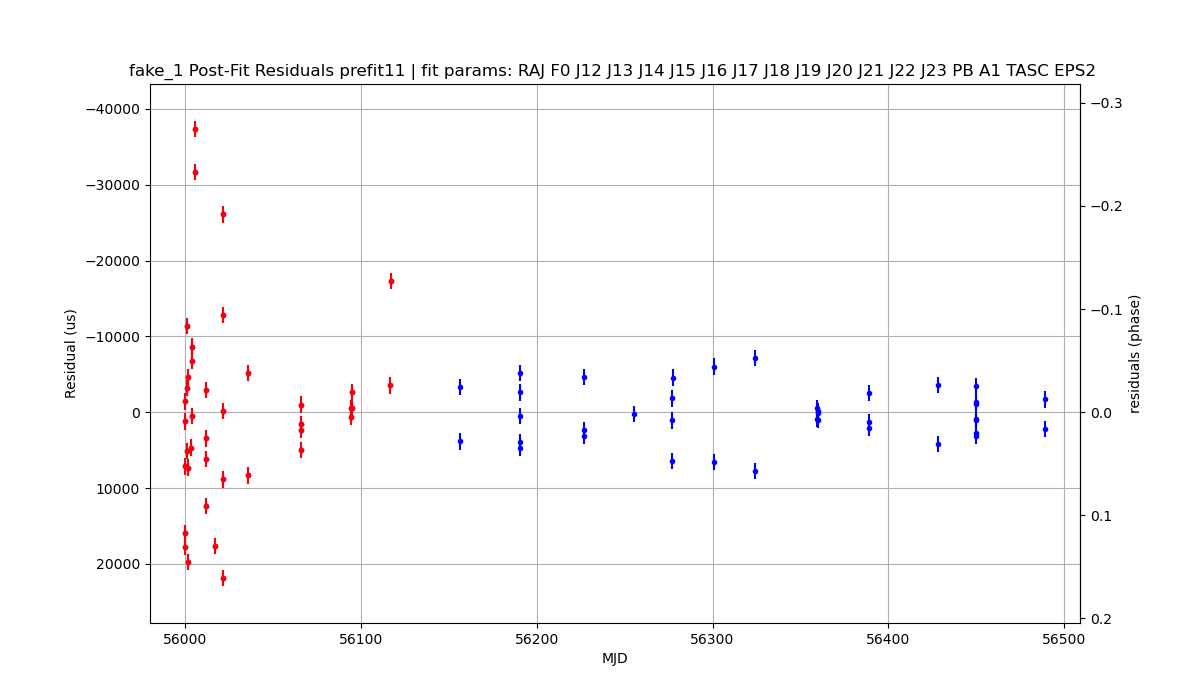 fake_1 Post-Fit Residuals prefit11 | fit params: RAJ F0 J12 J13 J14 J15 J16 J17 J18 J19 J20 J21 J22 J23 PB A1 TASC EPS2
−40000
−30000
−20000
−10000
0
10000
20000
Residual (us)
−0.3
−0.2
−0.1
0.0
0.1
0.2
residuals (phase)
56000 56100 56200 56300 56400 56500
MJD